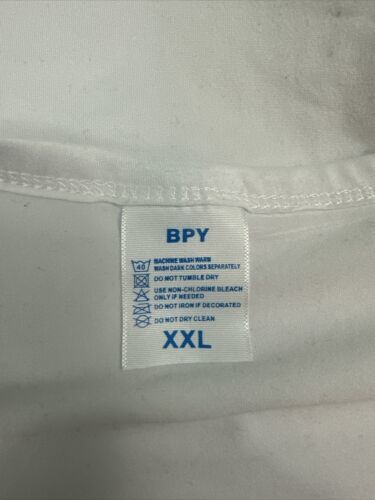 BPY
40
MACHINE WASH WARM
WASH DARK COLORS SEPARATELY
DO NOT TUMBLE DRY
USE NON-CHLORINE BLEACH
ONLY IF NEEDED
DO NOT IRON IF DECORATED
DO NOT DRY CLEAN
XXL